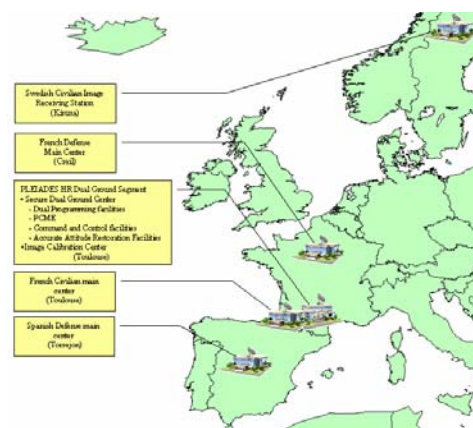 Swedish Civilian Image
Receiving Station
(Kiruna)
French Defense
Main Center
(Creil)
PLEIADES HR Dual Ground Segment
• Secure Dual Ground Center
- Dual Programming facilities
- PCMK
- Command and Control facilities
- Accurate Attitude Restoration Facilities
•Image Calibration Center
(Toulouse)
French Civilian main
center
(Toulouse)
Spanish Defense main
center
(Torrejon)